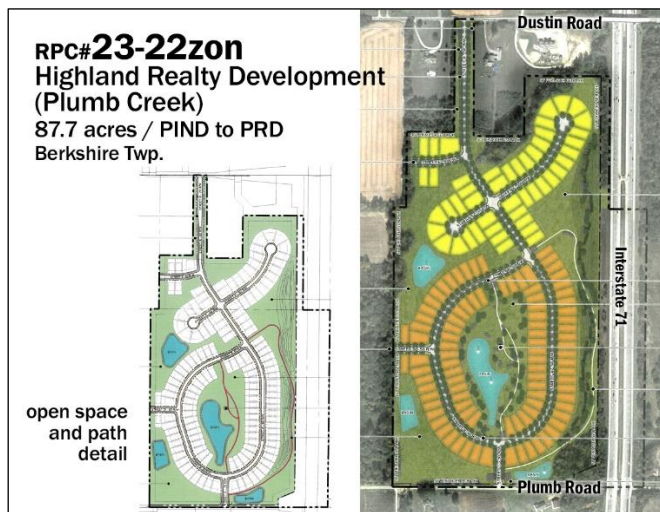 RPC#23-22zon
Highland Realty Development
(Plumb Creek)
87.7 acres / PIND to PRD
Berkshire Twp.
open space
and path
detail
Dustin Road
Interstate 71
Plumb Road